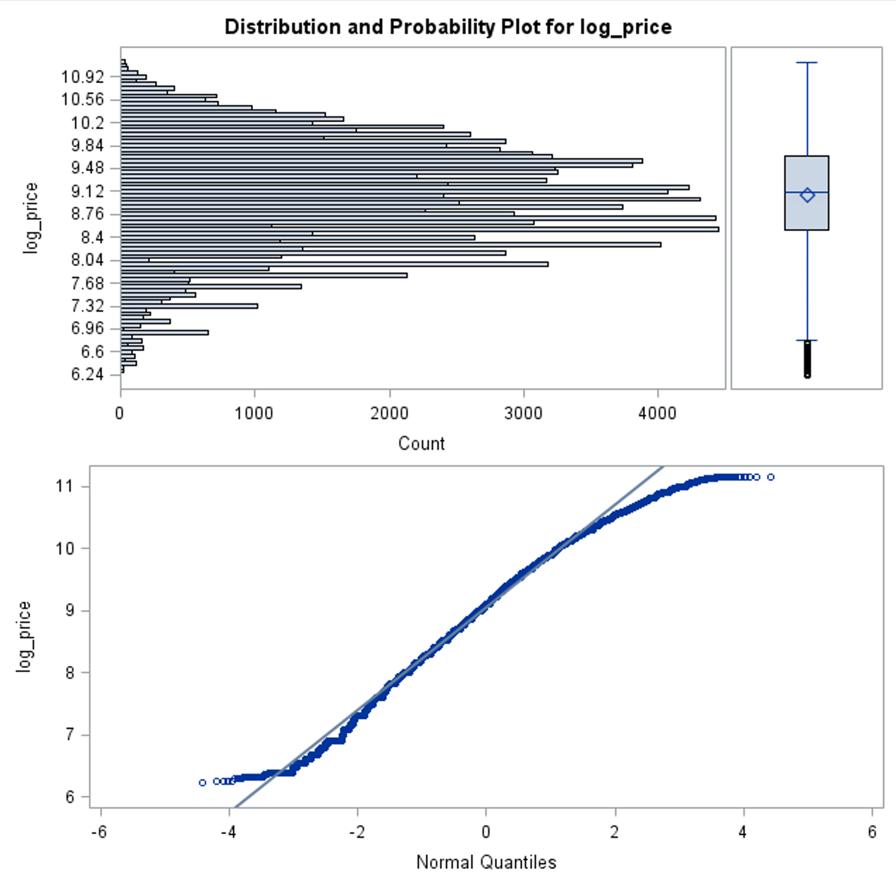 Distribution and Probability Plot for log_price
log_price
10.92
10.56
10.2
9.84
9.48
9.12
8.76
8.4
8.04
7.68
7.32
6.96
6.6
6.24
0 1000 2000 3000 4000
Count
log_price
11
10
9
8
7
6
-6 -4 -2 0 2 4 6
Normal Quantiles